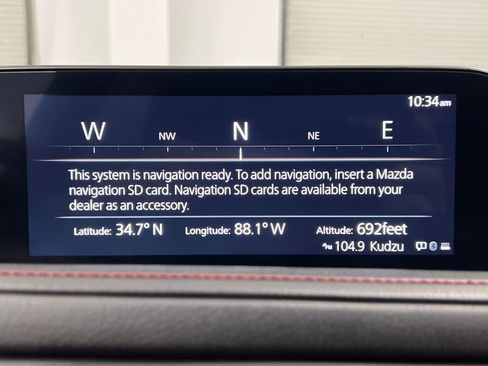 10:34am
W NW N NE E
This system is navigation ready. To add navigation, insert a Mazda
navigation SD card. Navigation SD cards are available from your
dealer as an accessory.
Latitude: 34.7° N Longitude: 88.1° W Altitude: 692feet
104.9 Kudzu